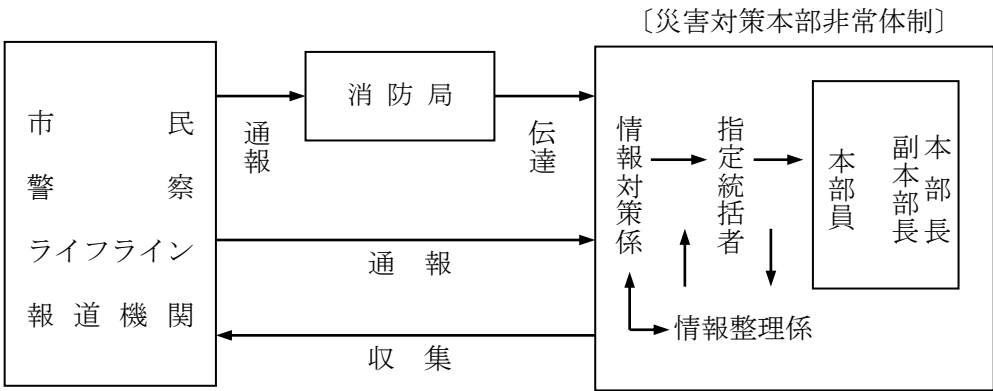 〔災害対策本部非常体制〕
市民
警察
ライフライン
報道機関
通報
消防局
伝達
通報
収集
情報対策係
指定統括者
本部長
副本部長
本部員
情報整理係